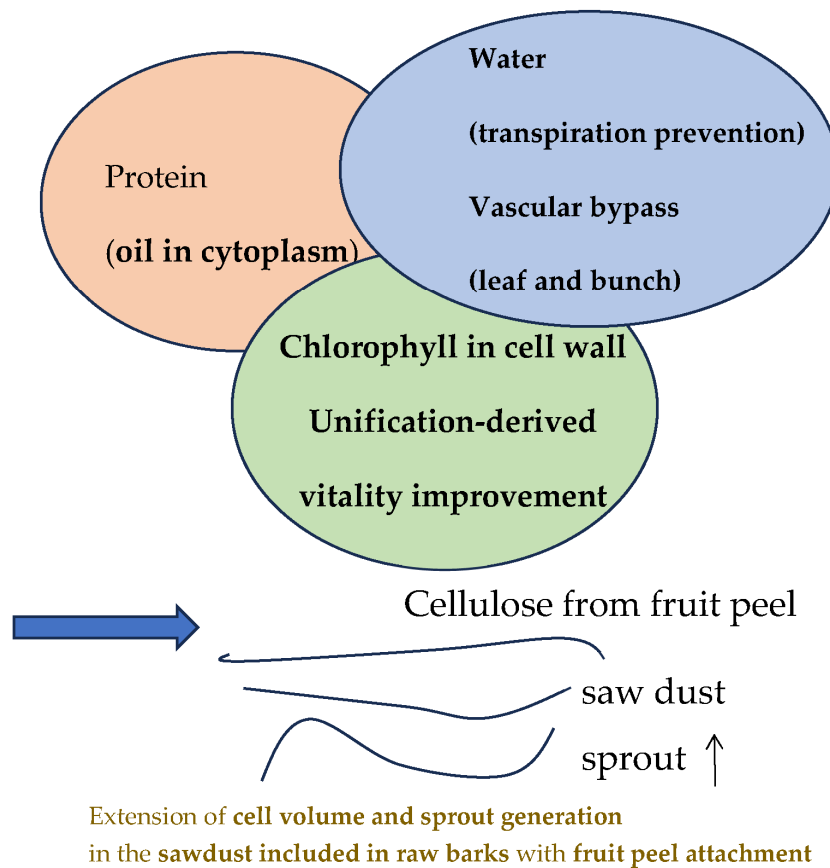 Water
(transpiration prevention)
Protein
Vascular bypass
(oil in cytoplasm)
(leaf and bunch)
Chlorophyll in cell wall
Unification-derived
vitality improvement
Cellulose from fruit peel
saw dust
sprout ↑
Extension of cell volume and sprout generation
in the sawdust included in raw barks with fruit peel attachment